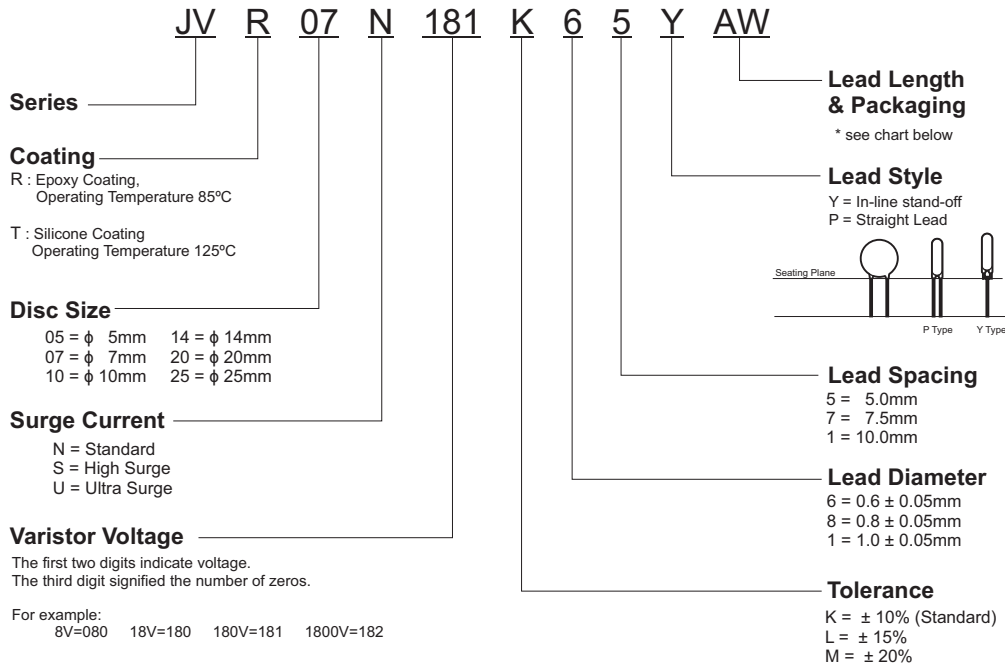 JV R 07 N 181 K 6 5 Y AW
Series
Coating
R : Epoxy Coating,
Operating Temperature 85ºC
T : Silicone Coating
Operating Temperature 125ºC
Disc Size
05 = ϕ 5mm 14 = ϕ 14mm
07 = ϕ 7mm 20 = ϕ 20mm
10 = ϕ 10mm 25 = ϕ 25mm
Surge Current
N = Standard
S = High Surge
U = Ultra Surge
Varistor Voltage
The first two digits indicate voltage.
The third digit signified the number of zeros.
For example:
8V=080 18V=180 180V=181 1800V=182
Lead Length
& Packaging
* see chart below
Lead Style
Y = In-line stand-off
P = Straight Lead
Seating Plane
P Type Y Type
Lead Spacing
5 = 5.0mm
7 = 7.5mm
1 = 10.0mm
Lead Diameter
6 = 0.6 ± 0.05mm
8 = 0.8 ± 0.05mm
1 = 1.0 ± 0.05mm
Tolerance
K = ± 10% (Standard)
L = ± 15%
M = ± 20%